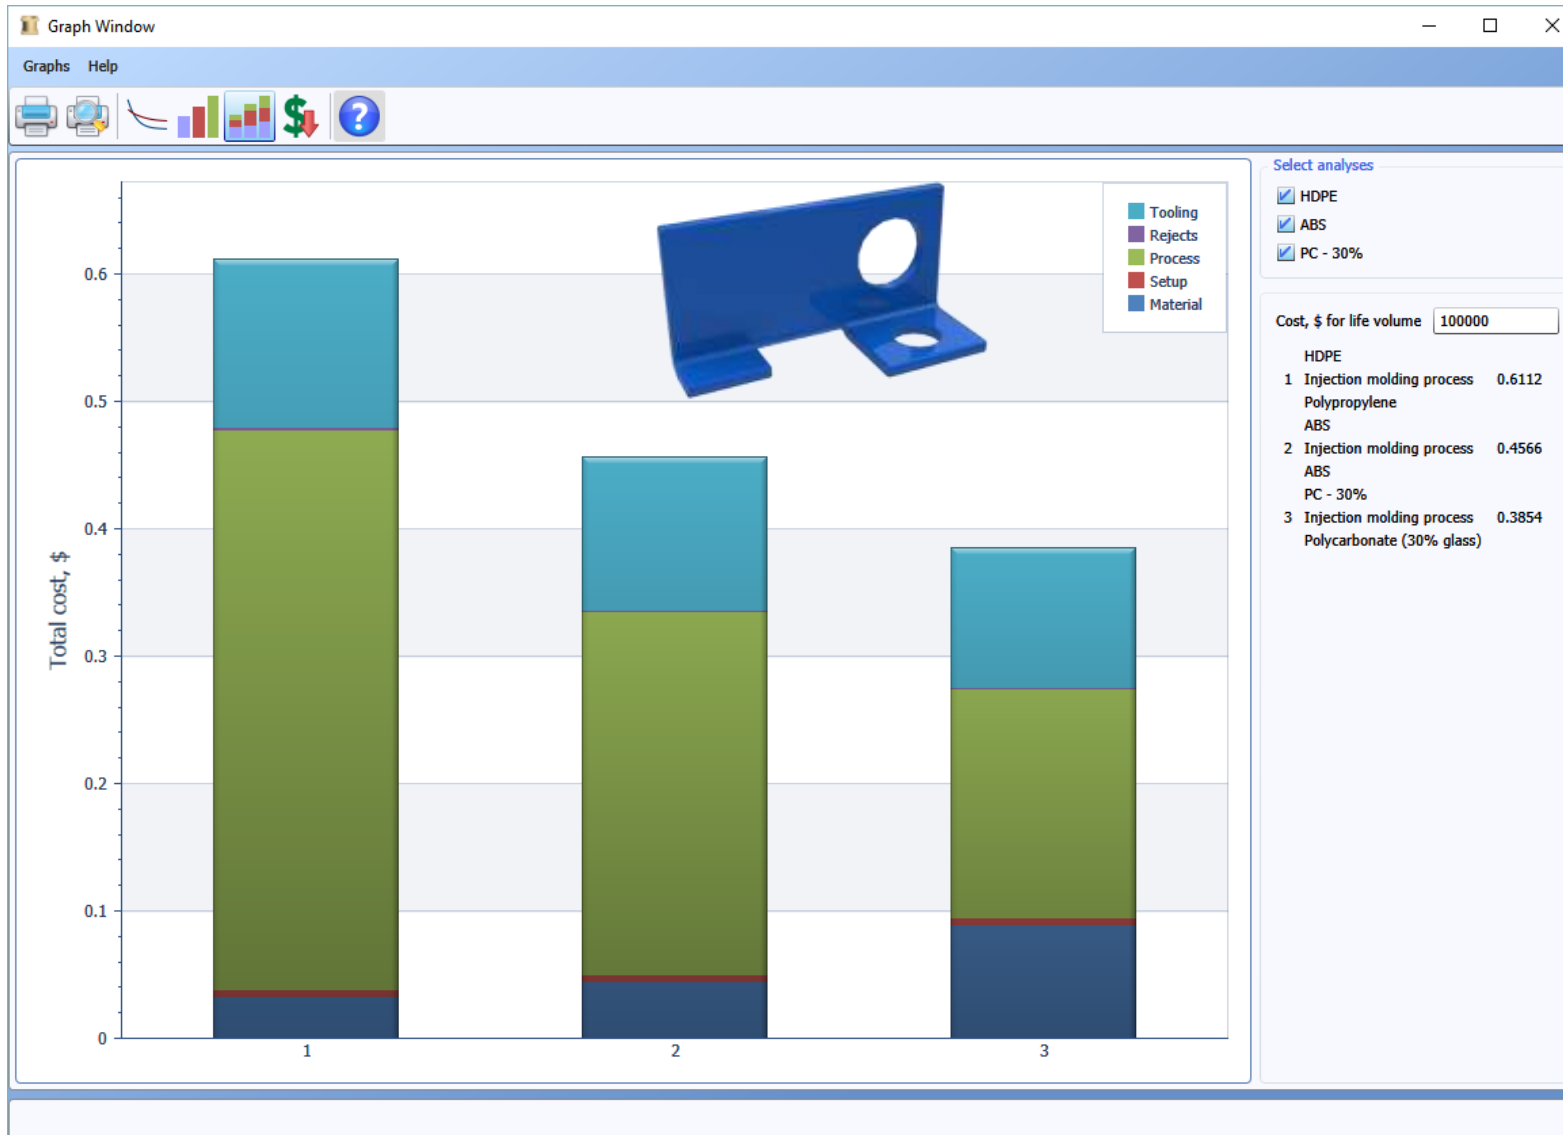 Graph Window
Graphs Help
Tooling
Rejects
Process
Setup
Material
0.6
0.5
0.4
0.3
0.2
0.1
0
Total cost, $
1 2 3
Select analyses
HDPE
ABS
PC - 30%
Cost, $ for life volume 100000
HDPE
1 Injection molding process 0.6112
Polypropylene
ABS
2 Injection molding process 0.4566
ABS
PC - 30%
3 Injection molding process 0.3854
Polycarbonate (30% glass)